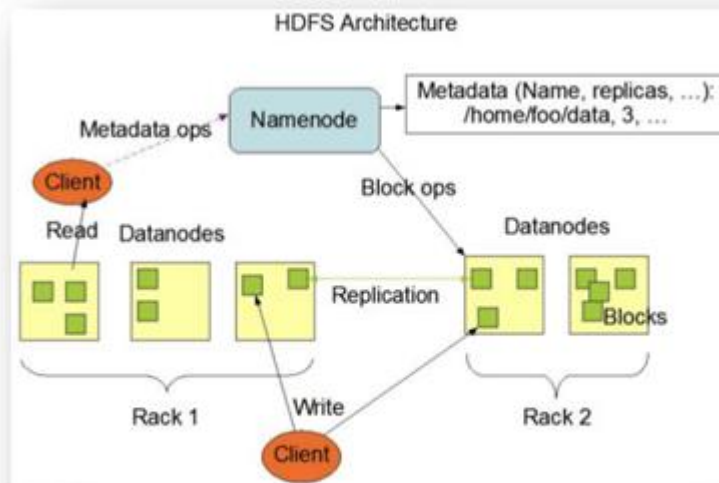 HDFS Architecture
Metadata (Name, replicas, ...):
/home/foo/data, 3, ...
Namenode
Metadata ops
Client
Block ops
Read
Datanodes
Datanodes
Replication
Blocks
Rack 1
Write
Rack 2
Client